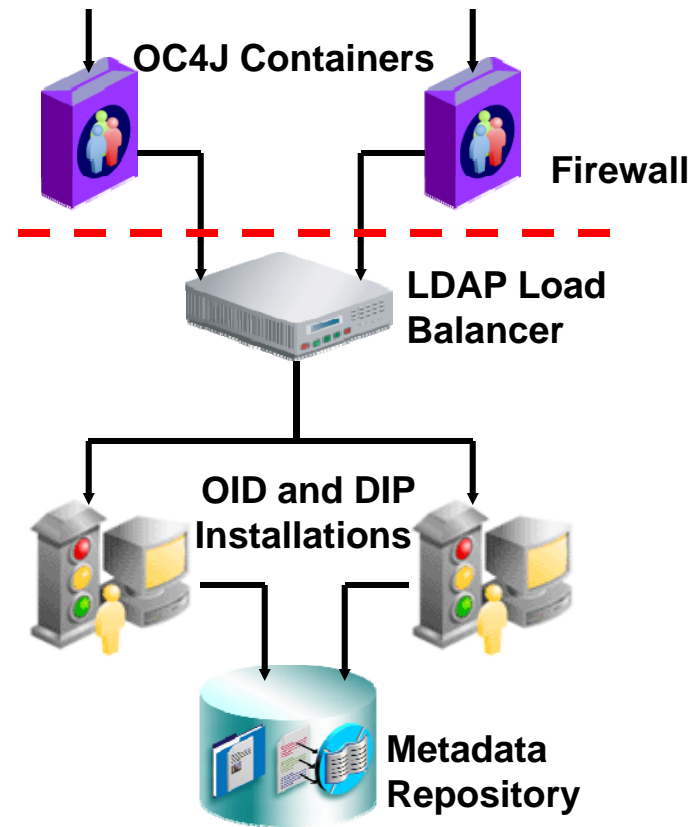 OC4J Containers
Firewall
LDAP Load
Balancer
OID and DIP
Installations
Metadata
Repository